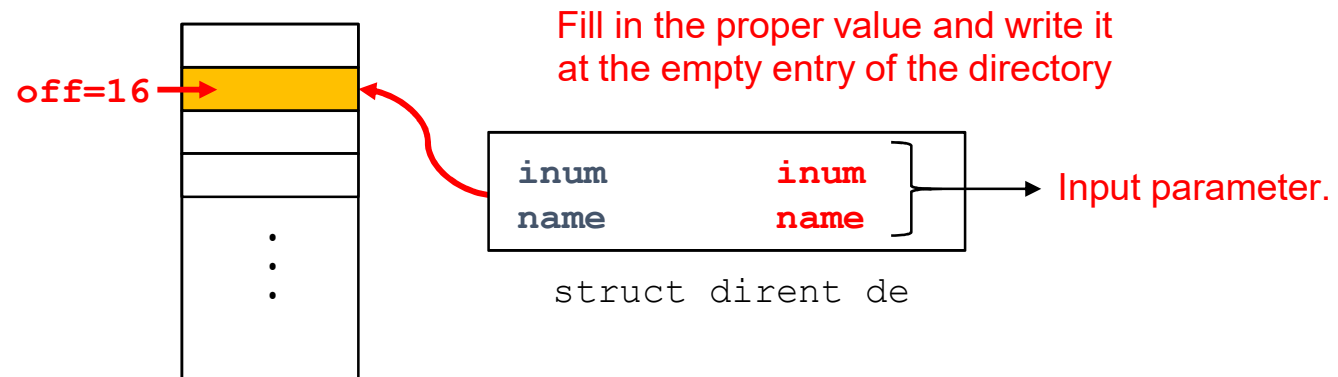 Fill in the proper value and write it
at the empty entry of the directory
off=16
inum inum
name name
Input parameter.
struct dirent de